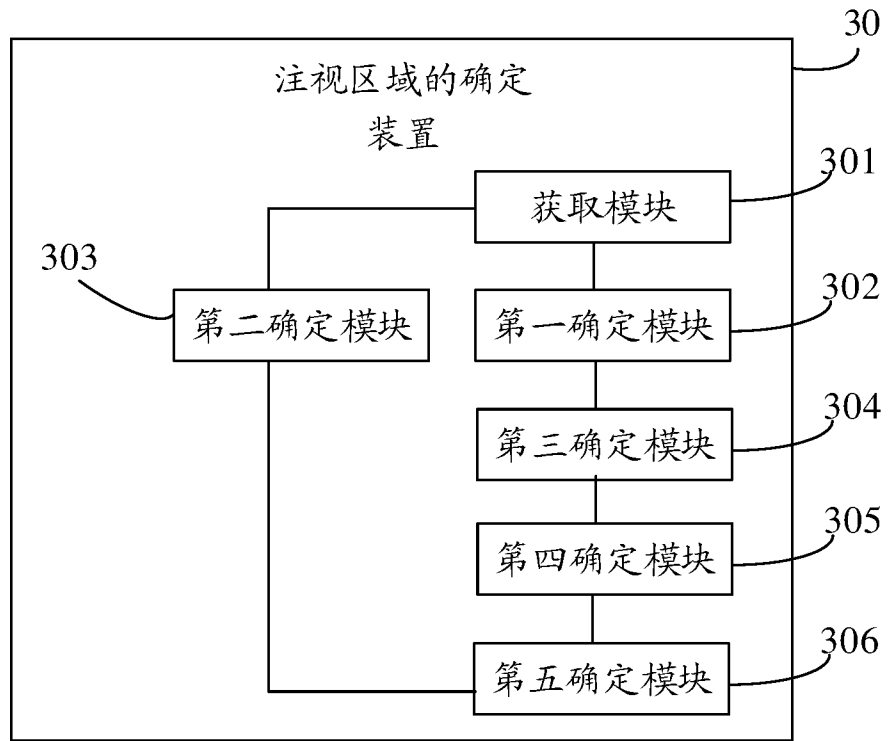 30
注视区域的确定
装置
301
获取模块
303
302
第二确定模块
第一确定模块
304
第三确定模块
305
第四确定模块
306
第五确定模块